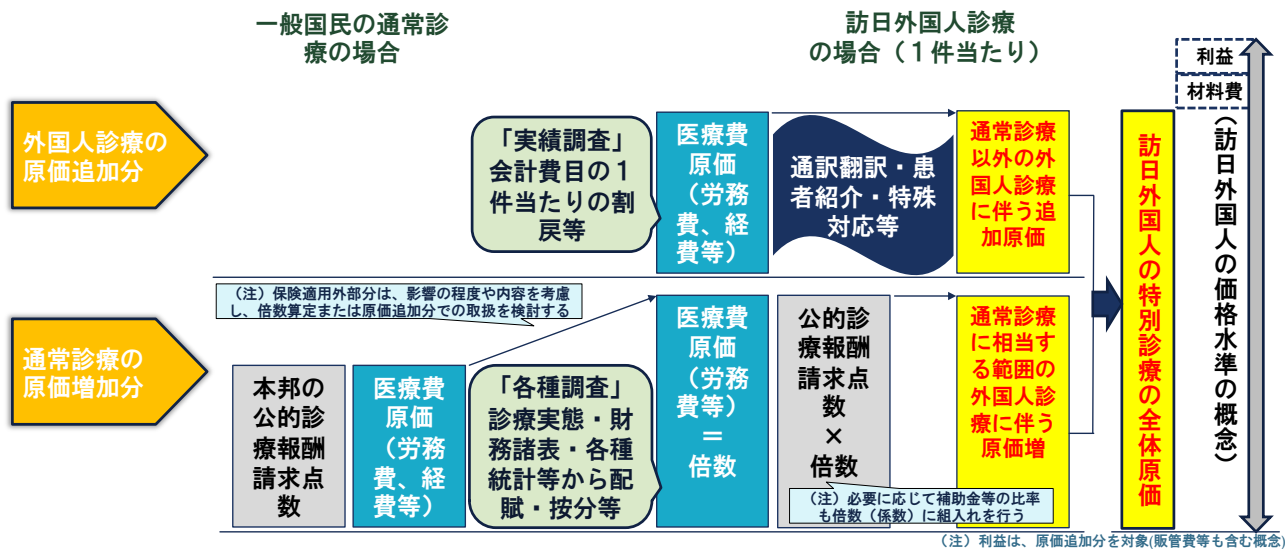 一般国民の通常診
療の場合
訪日外国人診療
の場合（１件当たり）
利益
材料費
外国人診療の
原価追加分
「実績調査」
会計費目の１
件当たりの割
戻等
医療費
原価
（労務
費、経
費等）
通訳翻訳・患
者紹介・特殊
対応等
通常診療
以外の外
国人診療
に伴う追
加原価
（注）保険適用外部分は、影響の程度や内容を考慮
し、倍数算定または原価追加分での取扱を検討する
通常診療の
原価増加分
本邦の
公的診
療報酬
請求点
数
医療費
原価
（労務
費、経
費等）
「各種調査」
診療実態・財
務諸表・各種
統計等から配
賦・按分等
医療費
原価
（労務
費等）
＝
倍数
公的診
療報酬
請求点
数
×
倍数
（注）必要に応じて補助金等の比率
も倍数（係数）に組入れを行う
通常診療
に相当す
る範囲の
外国人診
療に伴う
原価増
訪日外国人の特別診療の全体原価
（訪日外国人の価格水準の概念）
（注）利益は、原価追加分を対象(販管費等も含む概念)